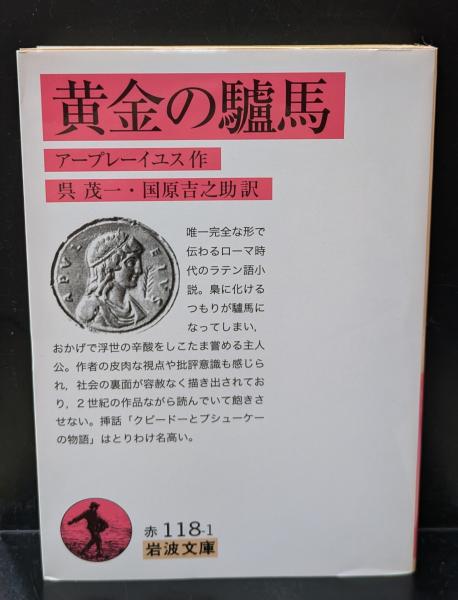 黄金の驢馬
アープレーイユス作
呉 茂一・国原吉之助訳
APVLEIVS
唯一完全な形で
伝わるローマ時
代のラテン語小
説。梟に化ける
つもりが驢馬に
なってしまい,
おかげで浮世の辛酸をしこたま嘗める主人
公。作者の皮肉な視点や批評意識も感じら
れ, 社会の裏面が容赦なく描き出されてお
り, 2世紀の作品ながら読んでいて飽きさ
せない。挿話「クピードーとプシューケー
の物語」はとりわけ名高い。
赤 118-1
岩波文庫